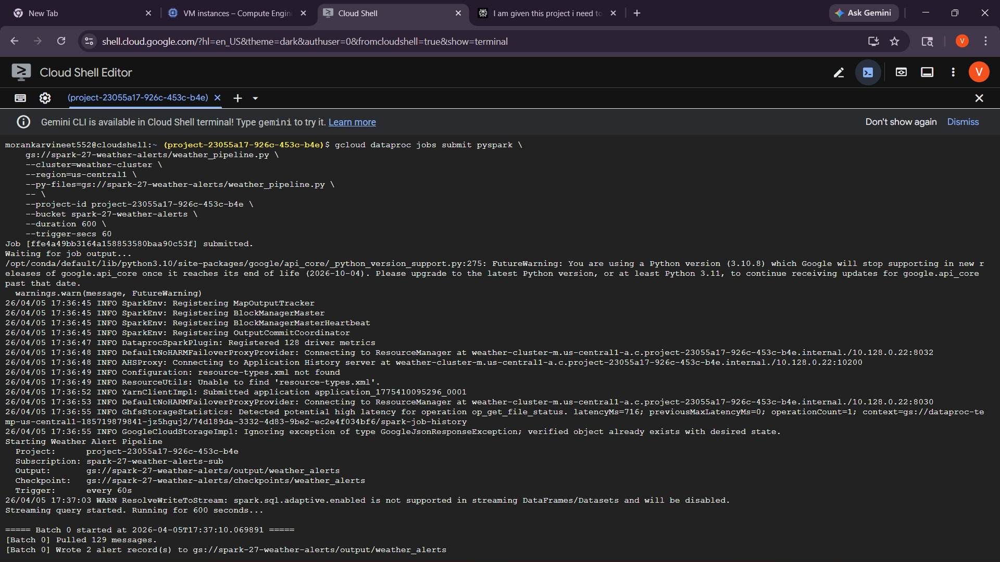 New Tab
VM instances – Compute Engin
Cloud Shell
I am given this project i need to
Ask Gemini
shell.cloud.google.com/?hl=en_US&theme=dark&authuser=0&fromcloudshell=true&show=terminal
V
Cloud Shell Editor
V
(project-23055a17-926c-453c-b4e)
Gemini CLI is available in Cloud Shell terminal! Type gemini to try it. Learn more
Don't show again
Dismiss
morankarvineet552@cloudshell:~ (project-23055a17-926c-453c-b4e)$ gcloud dataproc jobs submit pyspark \
gs://spark-27-weather-alerts/weather_pipeline.py \
--cluster=weather-cluster \
--region=us-central1 \
--py-files=gs://spark-27-weather-alerts/weather_pipeline.py \
-- \
--project-id project-23055a17-926c-453c-b4e \
--bucket spark-27-weather-alerts \
--duration 600 \
--trigger-secs 60
Job [ffe4a49bb3164a158853580baa90c53f] submitted.
Waiting for job output...
/opt/conda/default/lib/python3.10/site-packages/google/api_core/_python_version_support.py:275: FutureWarning: You are using a Python version (3.10.8) which Google will stop supporting in new r
eleases of google.api_core once it reaches its end of life (2026-10-04). Please upgrade to the latest Python version, or at least Python 3.11, to continue receiving updates for google.api_core
past that date.
warnings.warn(message, FutureWarning)
26/04/05 17:36:45 INFO SparkEnv: Registering MapOutputTracker
26/04/05 17:36:45 INFO SparkEnv: Registering BlockManagerMaster
26/04/05 17:36:45 INFO SparkEnv: Registering BlockManagerMasterHeartbeat
26/04/05 17:36:45 INFO SparkEnv: Registering OutputCommitCoordinator
26/04/05 17:36:47 INFO DataprocSparkPlugin: Registered 128 driver metrics
26/04/05 17:36:48 INFO DefaultNoHARMFailoverProxyProvider: Connecting to ResourceManager at weather-cluster-m.us-central1-a.c.project-23055a17-926c-453c-b4e.internal./10.128.0.22:8032
26/04/05 17:36:48 INFO AHSProxy: Connecting to Application History server at weather-cluster-m.us-central1-a.c.project-23055a17-926c-453c-b4e.internal./10.128.0.22:10200
26/04/05 17:36:49 INFO Configuration: resource-types.xml not found
26/04/05 17:36:49 INFO ResourceUtils: Unable to find 'resource-types.xml'.
26/04/05 17:36:52 INFO YarnClientImpl: Submitted application application_1775410095296_0001
26/04/05 17:36:53 INFO DefaultNoHARMFailoverProxyProvider: Connecting to ResourceManager at weather-cluster-m.us-central1-a.c.project-23055a17-926c-453c-b4e.internal./10.128.0.22:8030
26/04/05 17:36:55 INFO GhfsStorageStatistics: Detected potential high latency for operation op_get_file_status. latencyMs=716; previousMaxLatencyMs=0; operationCount=1; context=gs://dataproc-te
mp-us-central1-185719879841-jz5hguj2/74d189da-3332-4d83-9be2-ec2e4f034bf6/spark-job-history
26/04/05 17:36:55 INFO GoogleCloudStorageImpl: Ignoring exception of type GoogleJsonResponseException; verified object already exists with desired state.
Starting Weather Alert Pipeline
Project: project-23055a17-926c-453c-b4e
Subscription: spark-27-weather-alerts-sub
Output: gs://spark-27-weather-alerts/output/weather_alerts
Checkpoint: gs://spark-27-weather-alerts/checkpoints/weather_alerts
Trigger: every 60s
26/04/05 17:37:03 WARN ResolveWriteToStream: spark.sql.adaptive.enabled is not supported in streaming DataFrames/Datasets and will be disabled.
Streaming query started. Running for 600 seconds...
===== Batch 0 started at 2026-04-05T17:37:10.069891 =====
[Batch 0] Pulled 129 messages.
[Batch 0] Wrote 2 alert record(s) to gs://spark-27-weather-alerts/output/weather_alerts